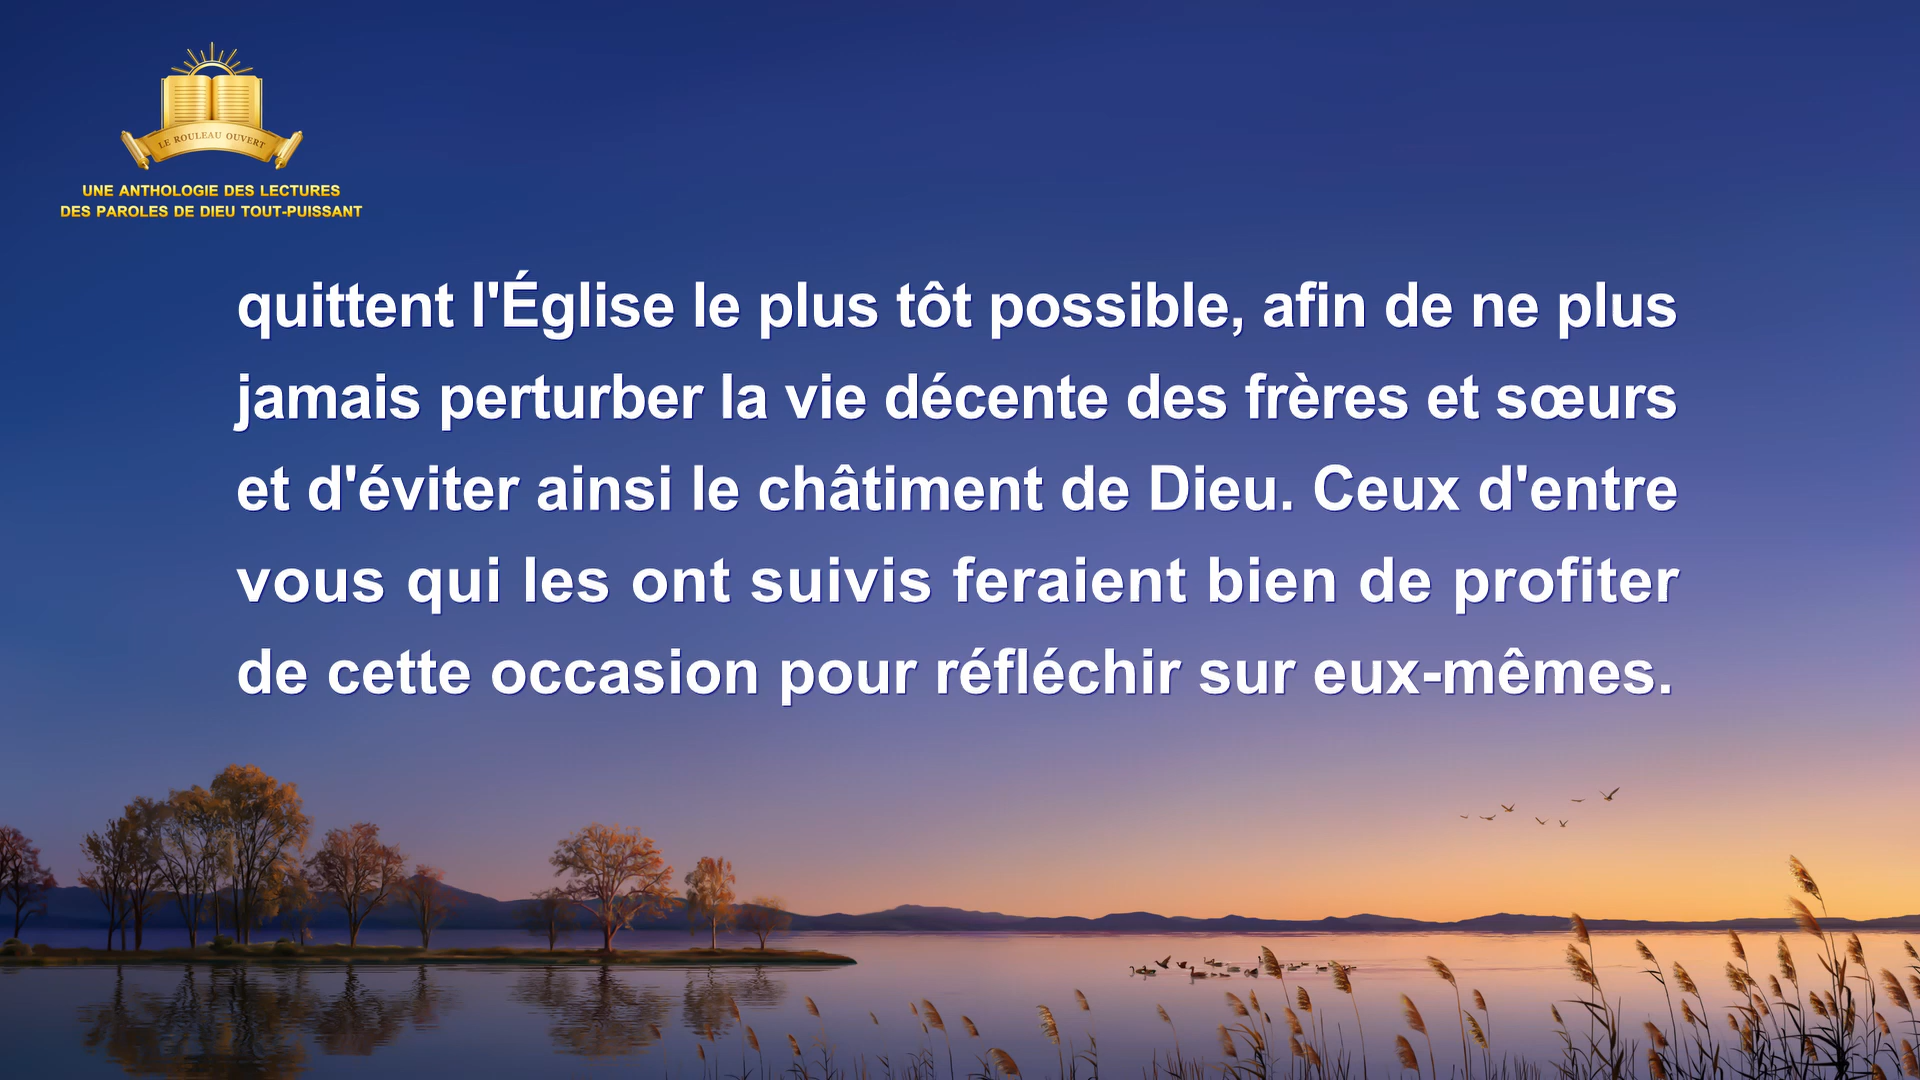 LE ROULEAU OUVERT
UNE ANTHOLOGIE DES LECTURES
DES PAROLES DE DIEU TOUT-PUISSANT
quittent l'Église le plus tôt possible, afin de ne plus
jamais perturber la vie décente des frères et sœurs
et d'éviter ainsi le châtiment de Dieu. Ceux d'entre
vous qui les ont suivis feraient bien de profiter
de cette occasion pour réfléchir sur eux-mêmes.